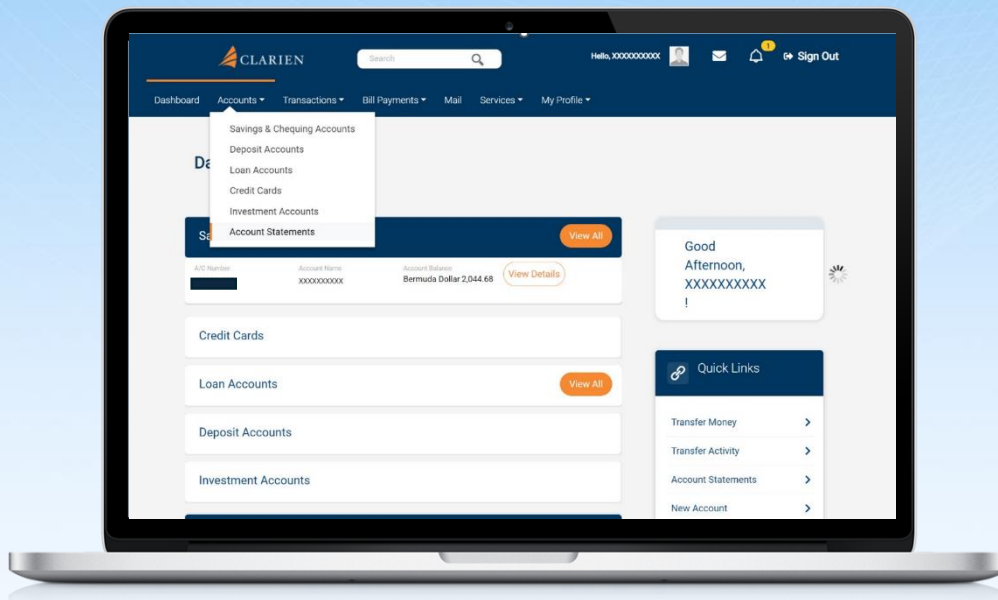 CLARIEN
Search
Hello, XXXXXXXXXX
1
Sign Out
Dashboard
Accounts
Transactions
Bill Payments
Mail
Services
My Profile
Savings & Chequing Accounts
Deposit Accounts
Loan Accounts
Credit Cards
Investment Accounts
Account Statements
Da
Sa
View All
A/C Number
Account Name
Account Balance
XXXXXXXXXX
Bermuda Dollar 2,044.68
View Details
Credit Cards
Loan Accounts
View All
Deposit Accounts
Investment Accounts
Good
Afternoon,
XXXXXXXXXX
!
Quick Links
Transfer Money
Transfer Activity
Account Statements
New Account